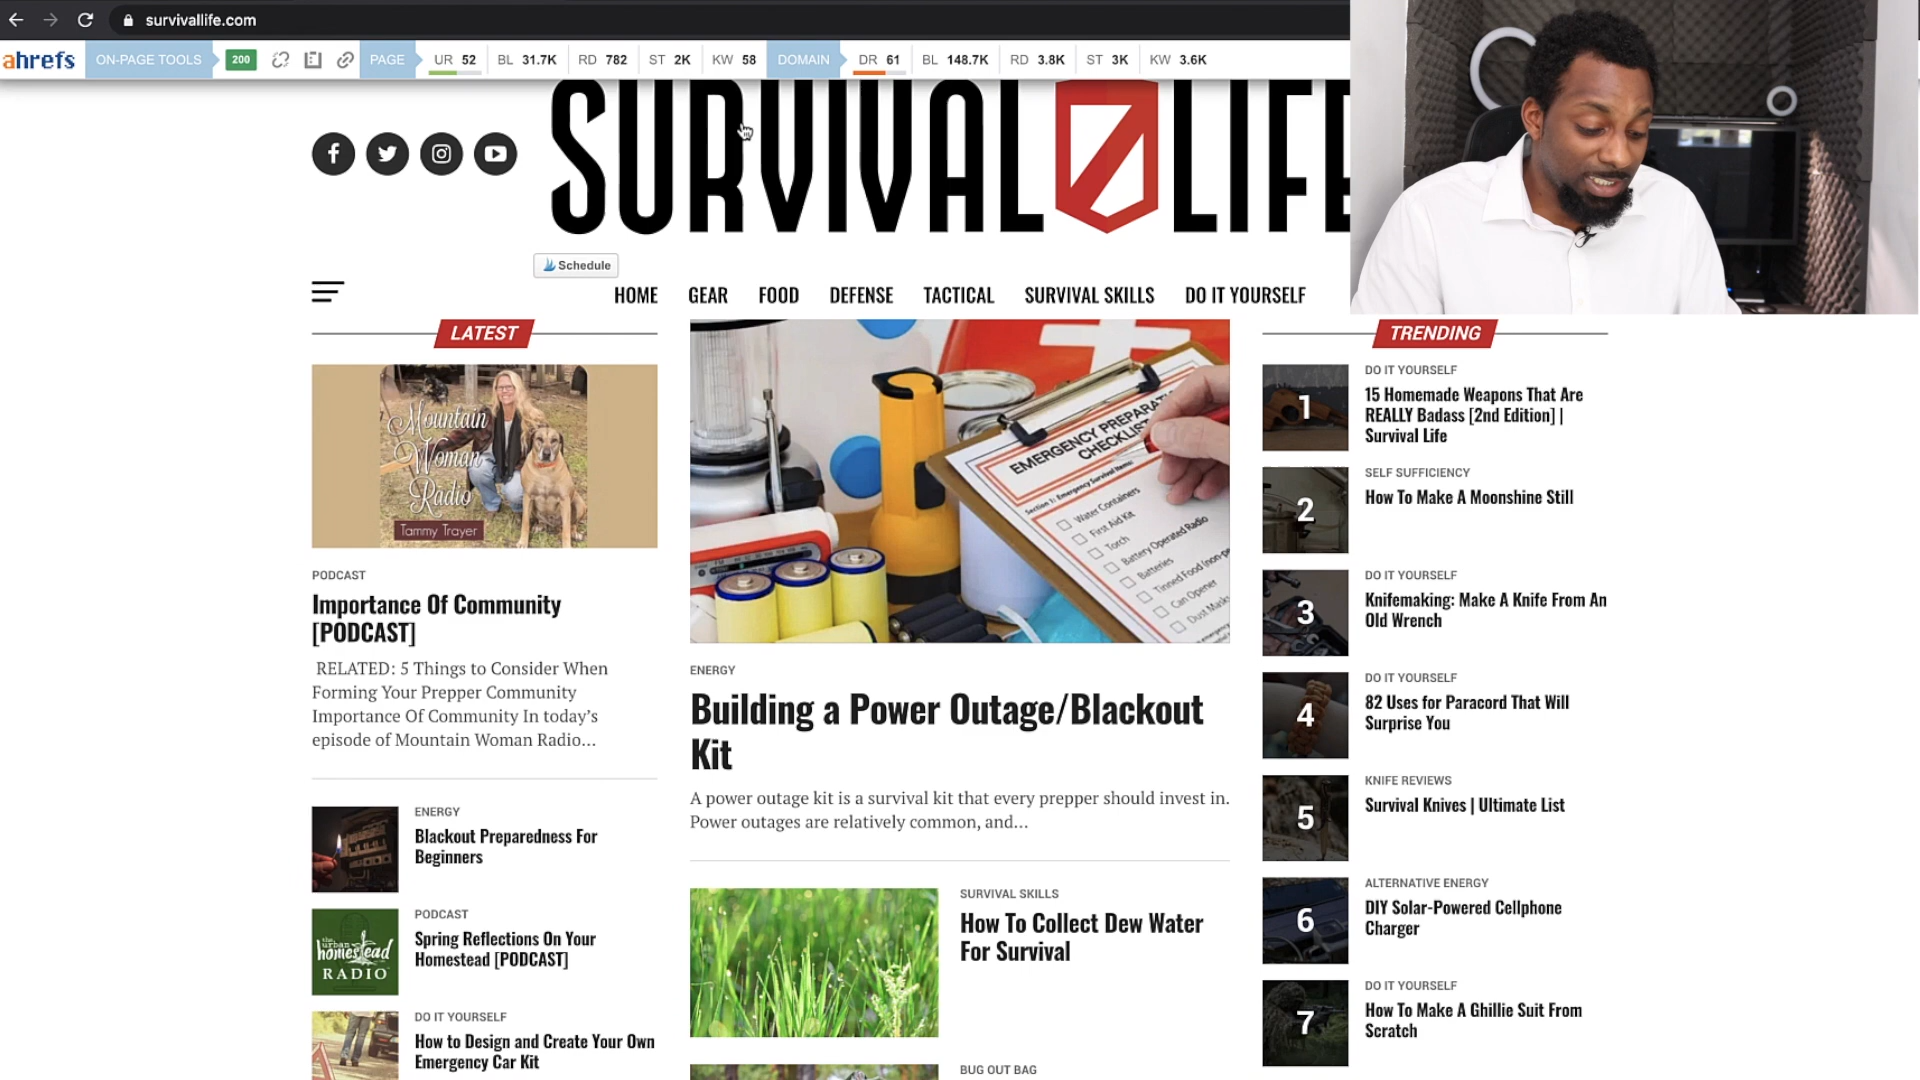 survivallife.com
ahrefs ON-PAGE TOOLS 200 PAGE UR 52 BL 31.7K RD 782 ST 2K KW 58 DOMAIN DR 61 BL 148.7K RD 3.8K ST 3K KW 3.6K
SURVIVAL LIFE
Schedule
HOME GEAR FOOD DEFENSE TACTICAL SURVIVAL SKILLS DO IT YOURSELF
LATEST
Mountain
Woman
Radio
Tammy Trayer
PODCAST
Importance Of Community
[PODCAST]
RELATED: 5 Things to Consider When
Forming Your Prepper Community
Importance Of Community In today’s
episode of Mountain Woman Radio...
ENERGY
Blackout Preparedness For
Beginners
the urban
homestead
RADIO
PODCAST
Spring Reflections On Your
Homestead [PODCAST]
DO IT YOURSELF
How to Design and Create Your Own
Emergency Car Kit
EMERGENCY PREPARATION
CHECKLIST
Section 1: Emergency Survival Items:
Water Containers
First Aid Kit
Torch
Battery Operated Radio
Batteries
Tinned Food
Can Opener
Dust Masks
ENERGY
Building a Power Outage/Blackout
Kit
A power outage kit is a survival kit that every prepper should invest in.
Power outages are relatively common, and...
SURVIVAL SKILLS
How To Collect Dew Water
For Survival
BUG OUT BAG
TRENDING
1
DO IT YOURSELF
15 Homemade Weapons That Are
REALLY Badass [2nd Edition] |
Survival Life
2
SELF SUFFICIENCY
How To Make A Moonshine Still
3
DO IT YOURSELF
Knifemaking: Make A Knife From An
Old Wrench
4
DO IT YOURSELF
82 Uses for Paracord That Will
Surprise You
5
KNIFE REVIEWS
Survival Knives | Ultimate List
6
ALTERNATIVE ENERGY
DIY Solar-Powered Cellphone
Charger
7
DO IT YOURSELF
How To Make A Ghillie Suit From
Scratch